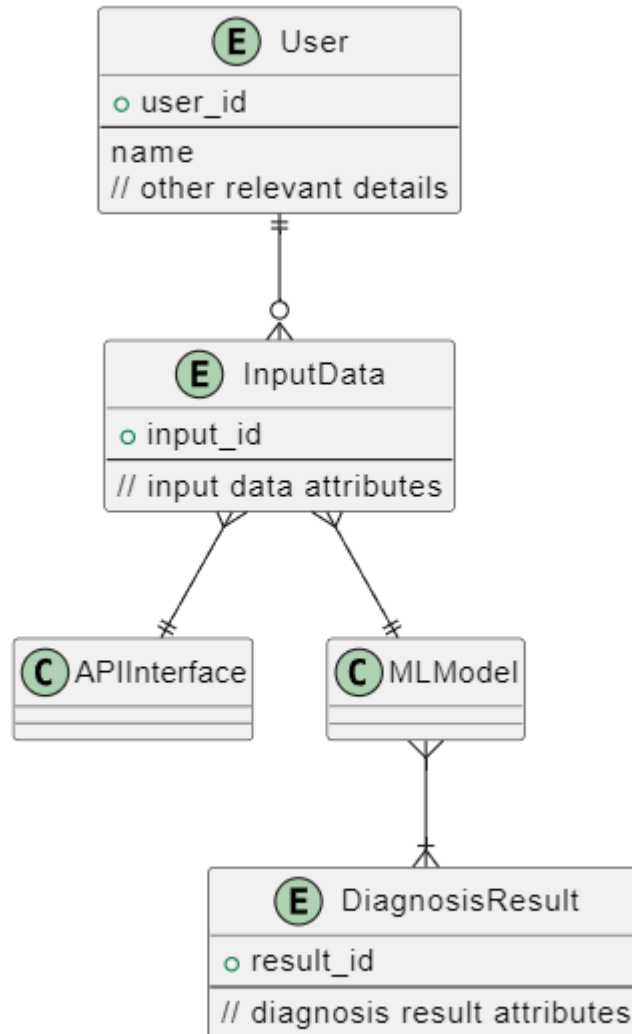 E User
user_id
name
// other relevant details
E InputData
input_id
// input data attributes
C APIInterface
C MLModel
E DiagnosisResult
result_id
// diagnosis result attributes